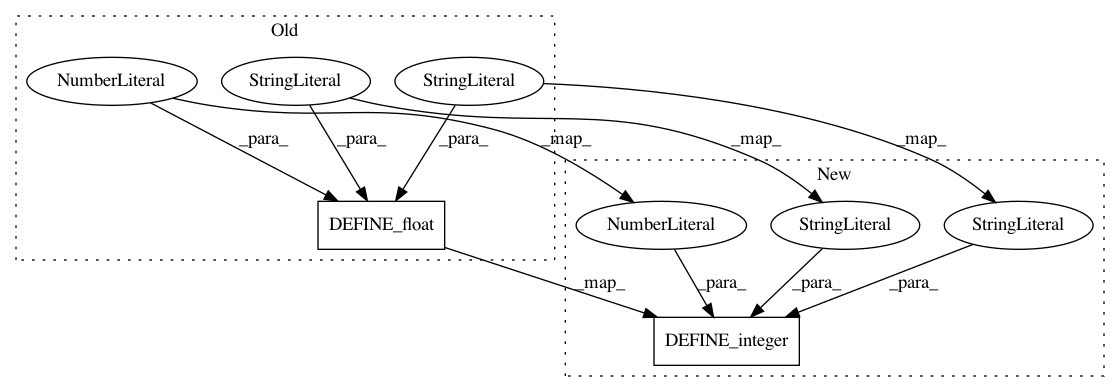 Old
NumberLiteral
StringLiteral
StringLiteral
_para_
_para_
_para_
_map_
_map_
_map_
New
DEFINE_float
NumberLiteral
StringLiteral
StringLiteral
_map_
_para_
_para_
_para_
DEFINE_integer